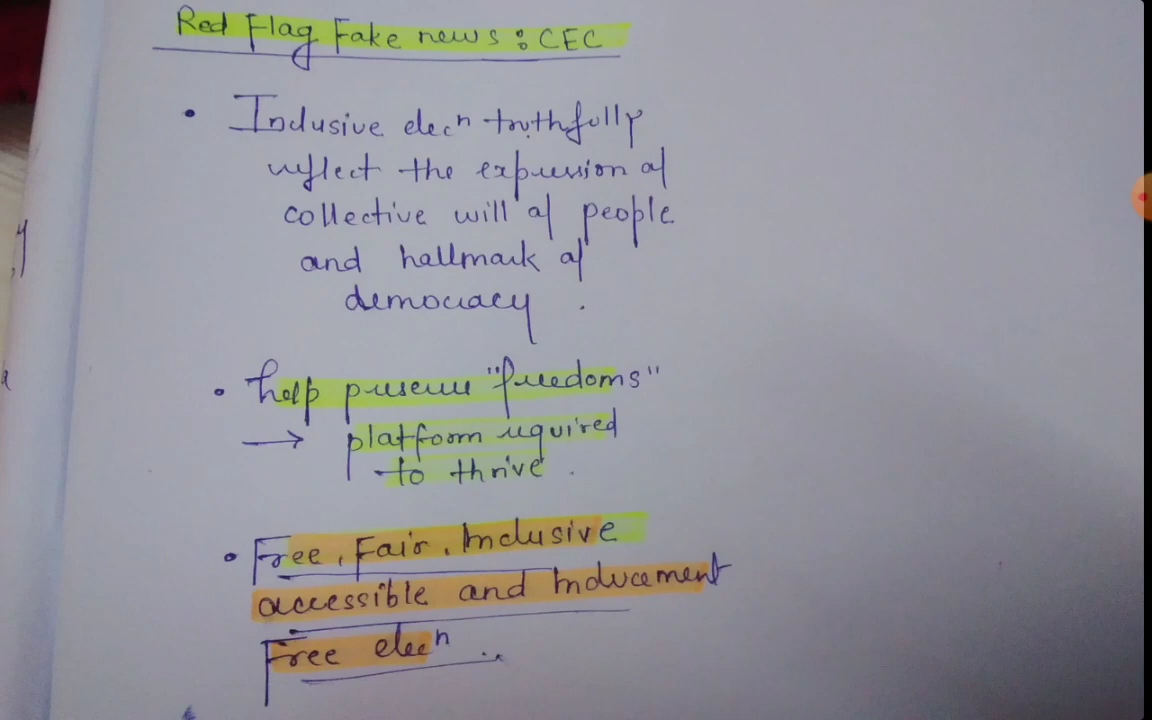 Red Flag Fake news : CEC
• Inclusive elecn truthfully
reflect the expression of
collective will of people
and hallmark of
democracy .
• help preserve "freedoms"
→ platform required
to thrive .
• Free, Fair, Inclusive
accessible and Inducement
Free elecn ..